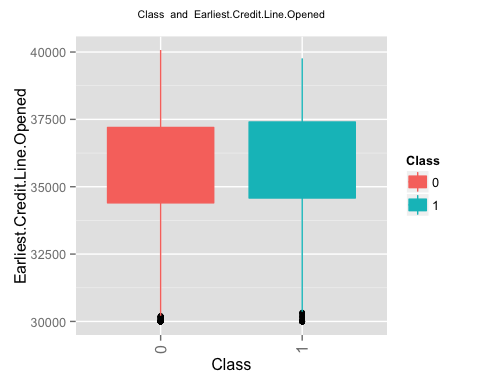 Class and Earliest.Credit.Line.Opened
40000
37500
35000
32500
30000
Earliest.Credit.Line.Opened
0
1
Class
Class
0
1